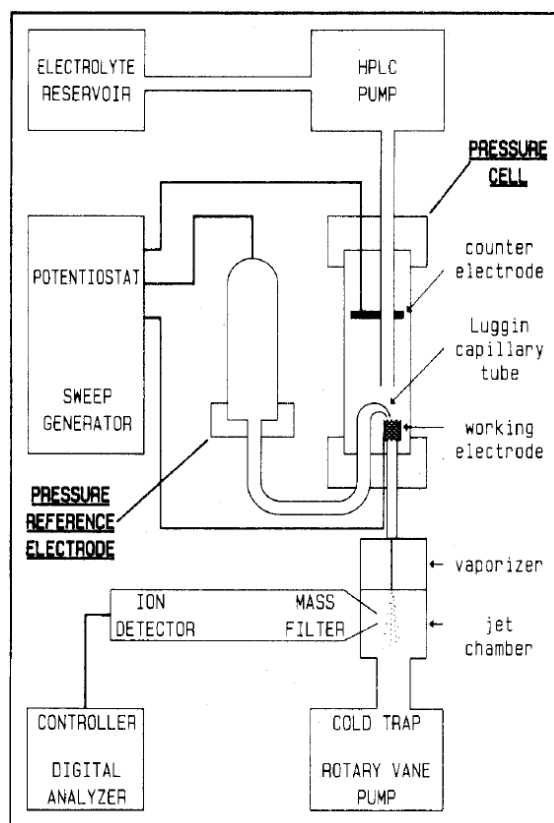 ELECTROLYTE
RESERVOIR
HPLC
PUMP
PRESSURE
CELL
POTENTIOSTAT
SWEEP
GENERATOR
counter
electrode
Luggin
capillary
tube
working
electrode
PRESSURE
REFERENCE
ELECTRODE
vaporizer
ION
DETECTOR
MASS
FILTER
jet
chamber
CONTROLLER
DIGITAL
ANALYZER
COLD TRAP
ROTARY VANE
PUMP